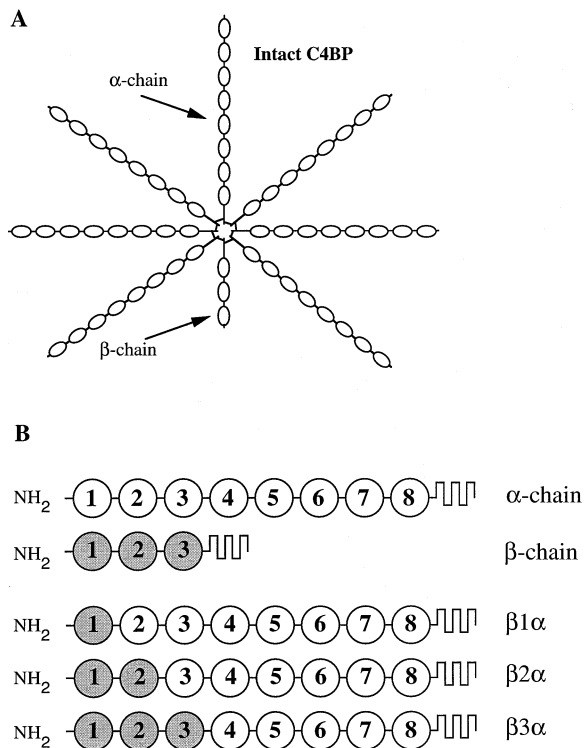 A
Intact C4BP
α-chain
β-chain
B
NH2 1 2 3 4 5 6 7 8 α-chain
NH2 1 2 3 β-chain
NH2 1 2 3 4 5 6 7 8 β1α
NH2 1 2 3 4 5 6 7 8 β2α
NH2 1 2 3 4 5 6 7 8 β3α